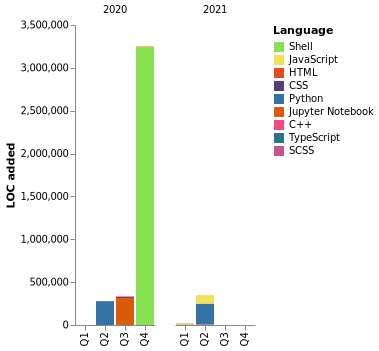 2020 2021
3,500,000
3,000,000
2,500,000
2,000,000
1,500,000
1,000,000
500,000
0
LOC added
Q1 Q2 Q3 Q4 Q1 Q2 Q3 Q4
Language
Shell
JavaScript
HTML
CSS
Python
Jupyter Notebook
C++
TypeScript
SCSS